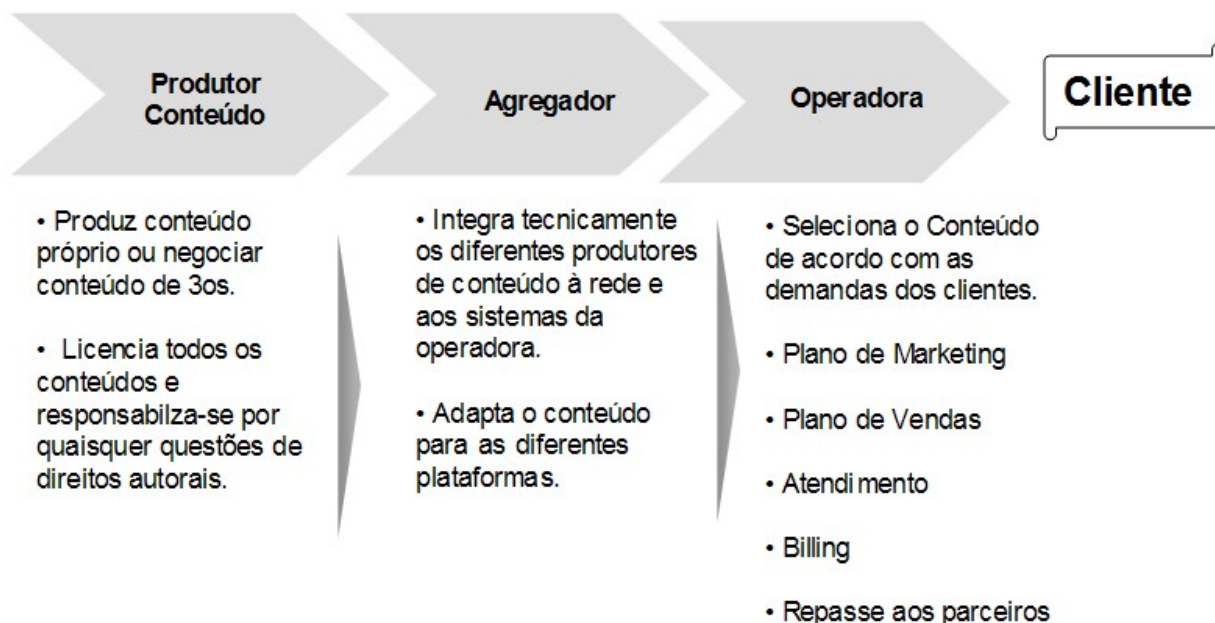 Produtor
Conteúdo
Agregador
Operadora
Cliente
• Produz conteúdo
próprio ou negociar
conteúdo de 3os.
• Licencia todos os
conteúdos e
responsabilza-se por
quaisquer questões de
direitos autorais.
• Integra tecnicamente
os diferentes produtores
de conteúdo à rede e
aos sistemas da
operadora.
• Adapta o conteúdo
para as diferentes
plataformas.
• Seleciona o Conteúdo
de acordo com as
demandas dos clientes.
• Plano de Marketing
• Plano de Vendas
• Atendimento
• Billing
• Repasse aos parceiros